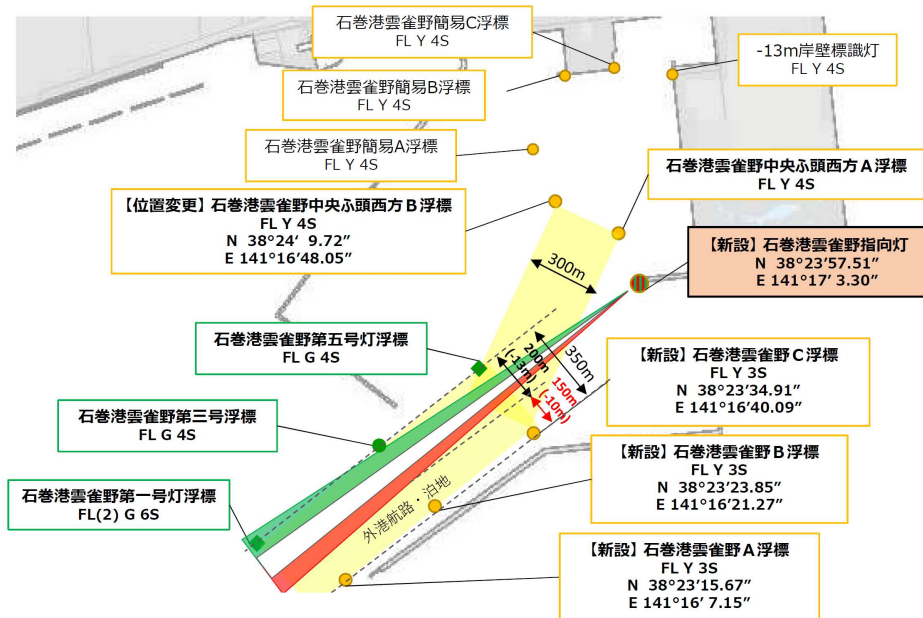 石巻港雲雀野簡易C浮標
FL Y 4S
-13m岸壁標識灯
FL Y 4S
石巻港雲雀野簡易B浮標
FL Y 4S
石巻港雲雀野簡易A浮標
FL Y 4S
石巻港雲雀野中央ふ頭西方A浮標
FL Y 4S
【位置変更】石巻港雲雀野中央ふ頭西方B浮標
FL Y 4S
N 38°24′ 9.72″
E 141°16′48.05″
【新設】石巻港雲雀野指向灯
N 38°23′57.51″
E 141°17′ 3.30″
300m
石巻港雲雀野第五号灯浮標
FL G 4S
350m
200m
(-13m)
150m
(-10m)
【新設】石巻港雲雀野C浮標
FL Y 3S
N 38°23′34.91″
E 141°16′40.09″
石巻港雲雀野第三号浮標
FL G 4S
【新設】石巻港雲雀野B浮標
FL Y 3S
N 38°23′23.85″
E 141°16′21.27″
石巻港雲雀野第一号灯浮標
FL(2) G 6S
外港航路・泊地
【新設】石巻港雲雀野A浮標
FL Y 3S
N 38°23′15.67″
E 141°16′ 7.15″